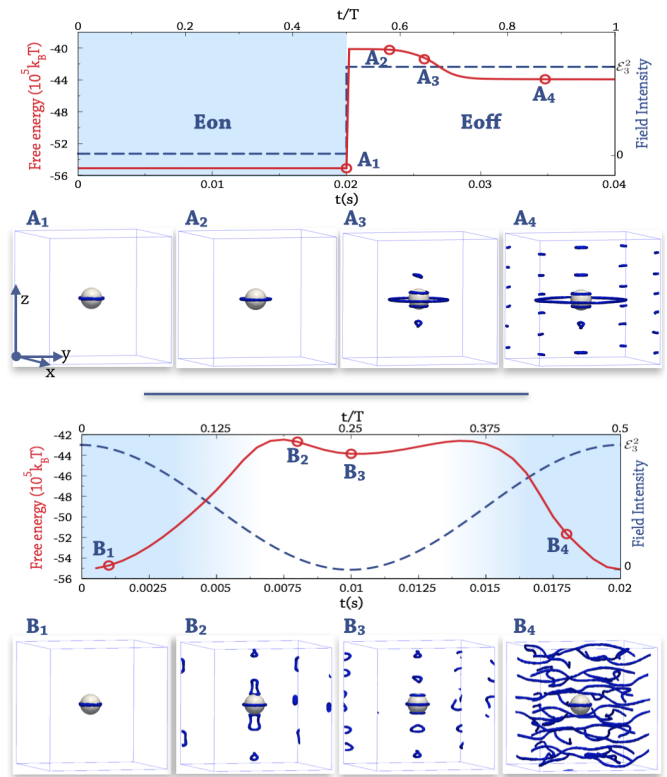 t/T
0 0.2 0.4 0.6 0.8 1
Free energy (10⁵k_BT)
-40
-44
-48
-52
-56
Eon
Eoff
A₁
A₂
A₃
A₄
ε₃²
0
Field Intensity
0 0.01 0.02 0.03 0.04
t(s)
A₁ A₂ A₃ A₄
z
y
x
t/T
0 0.125 0.25 0.375 0.5
Free energy (10⁵k_BT)
-42
-44
-46
-48
-50
-52
-54
-56
B₁
B₂
B₃
B₄
ε₃²
0
Field Intensity
0 0.0025 0.005 0.0075 0.01 0.0125 0.015 0.0175 0.02
t(s)
B₁ B₂ B₃ B₄